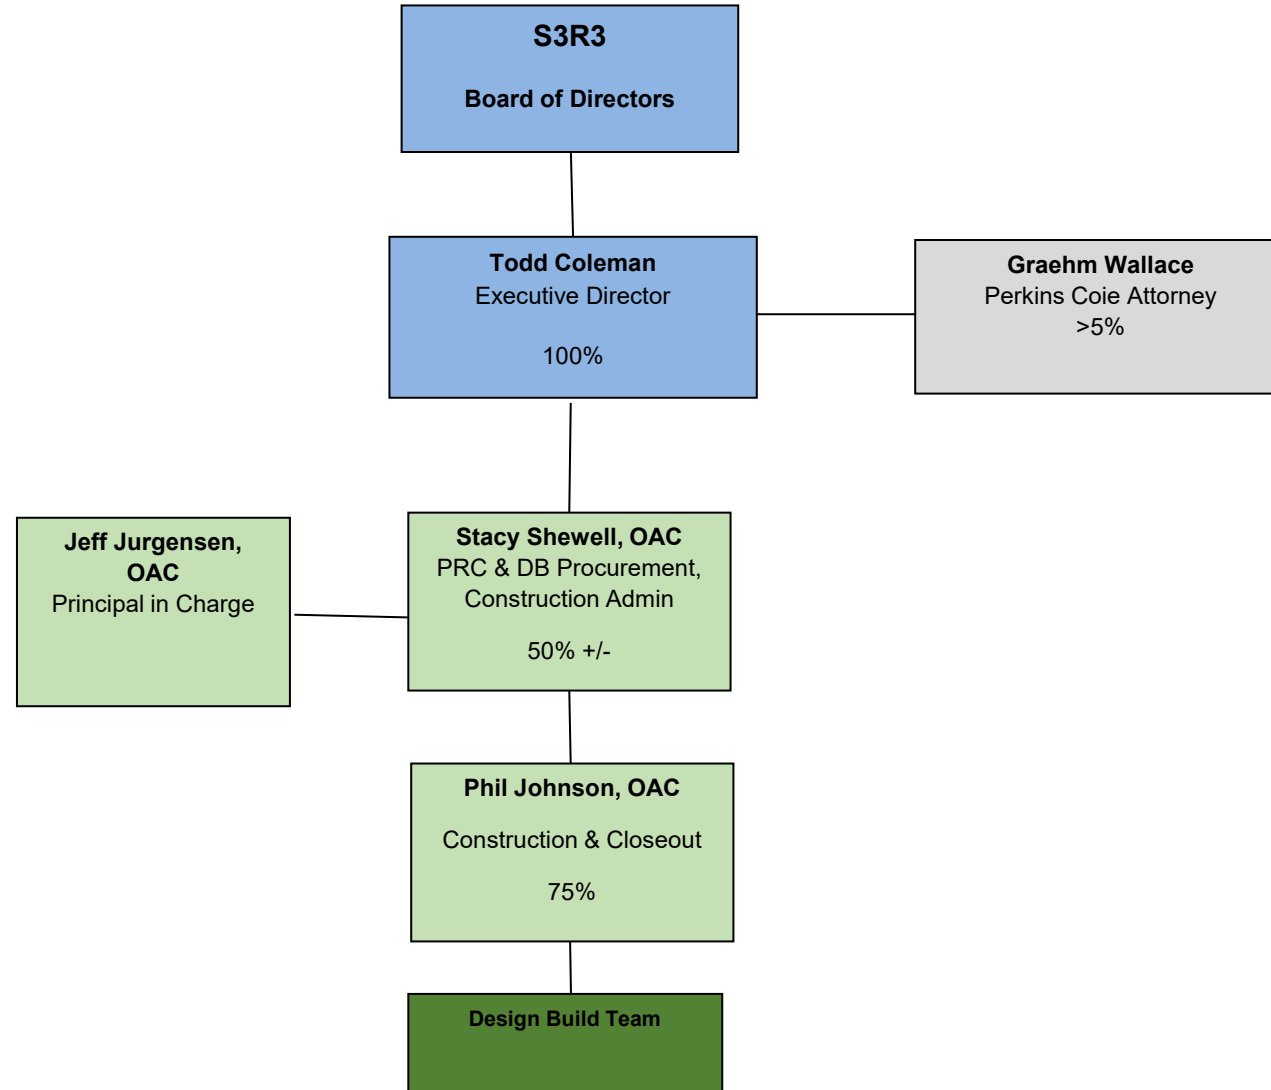 S3R3
Board of Directors
Todd Coleman
Executive Director
100%
Graehm Wallace
Perkins Coie Attorney
>5%
Jeff Jurgensen,
OAC
Principal in Charge
Stacy Shewell, OAC
PRC & DB Procurement,
Construction Admin
50% +/-
Phil Johnson, OAC
Construction & Closeout
75%
Design Build Team